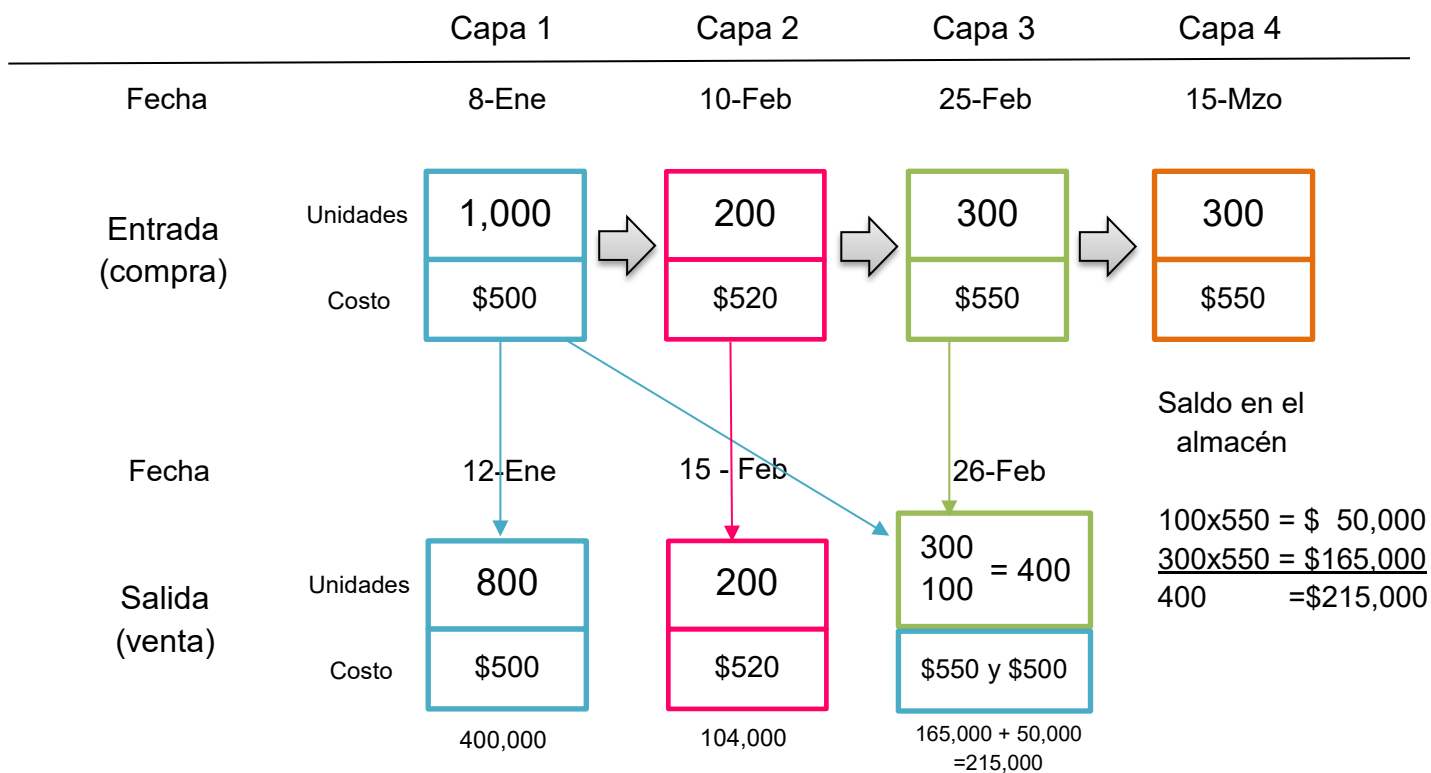 Capa 1 Capa 2 Capa 3 Capa 4
Fecha 8-Ene 10-Feb 25-Feb 15-Mzo
Entrada
(compra)
Unidades 1,000 200 300 300
Costo $500 $520 $550 $550
Saldo en el
almacén
Fecha 12-Ene 15 - Feb 26-Feb
100x550 = $ 50,000
300x550 = $165,000
400 =$215,000
Salida
(venta)
Unidades 800 200 300
100 = 400
Costo $500 $520 $550 y $500
400,000 104,000 165,000 + 50,000
=215,000